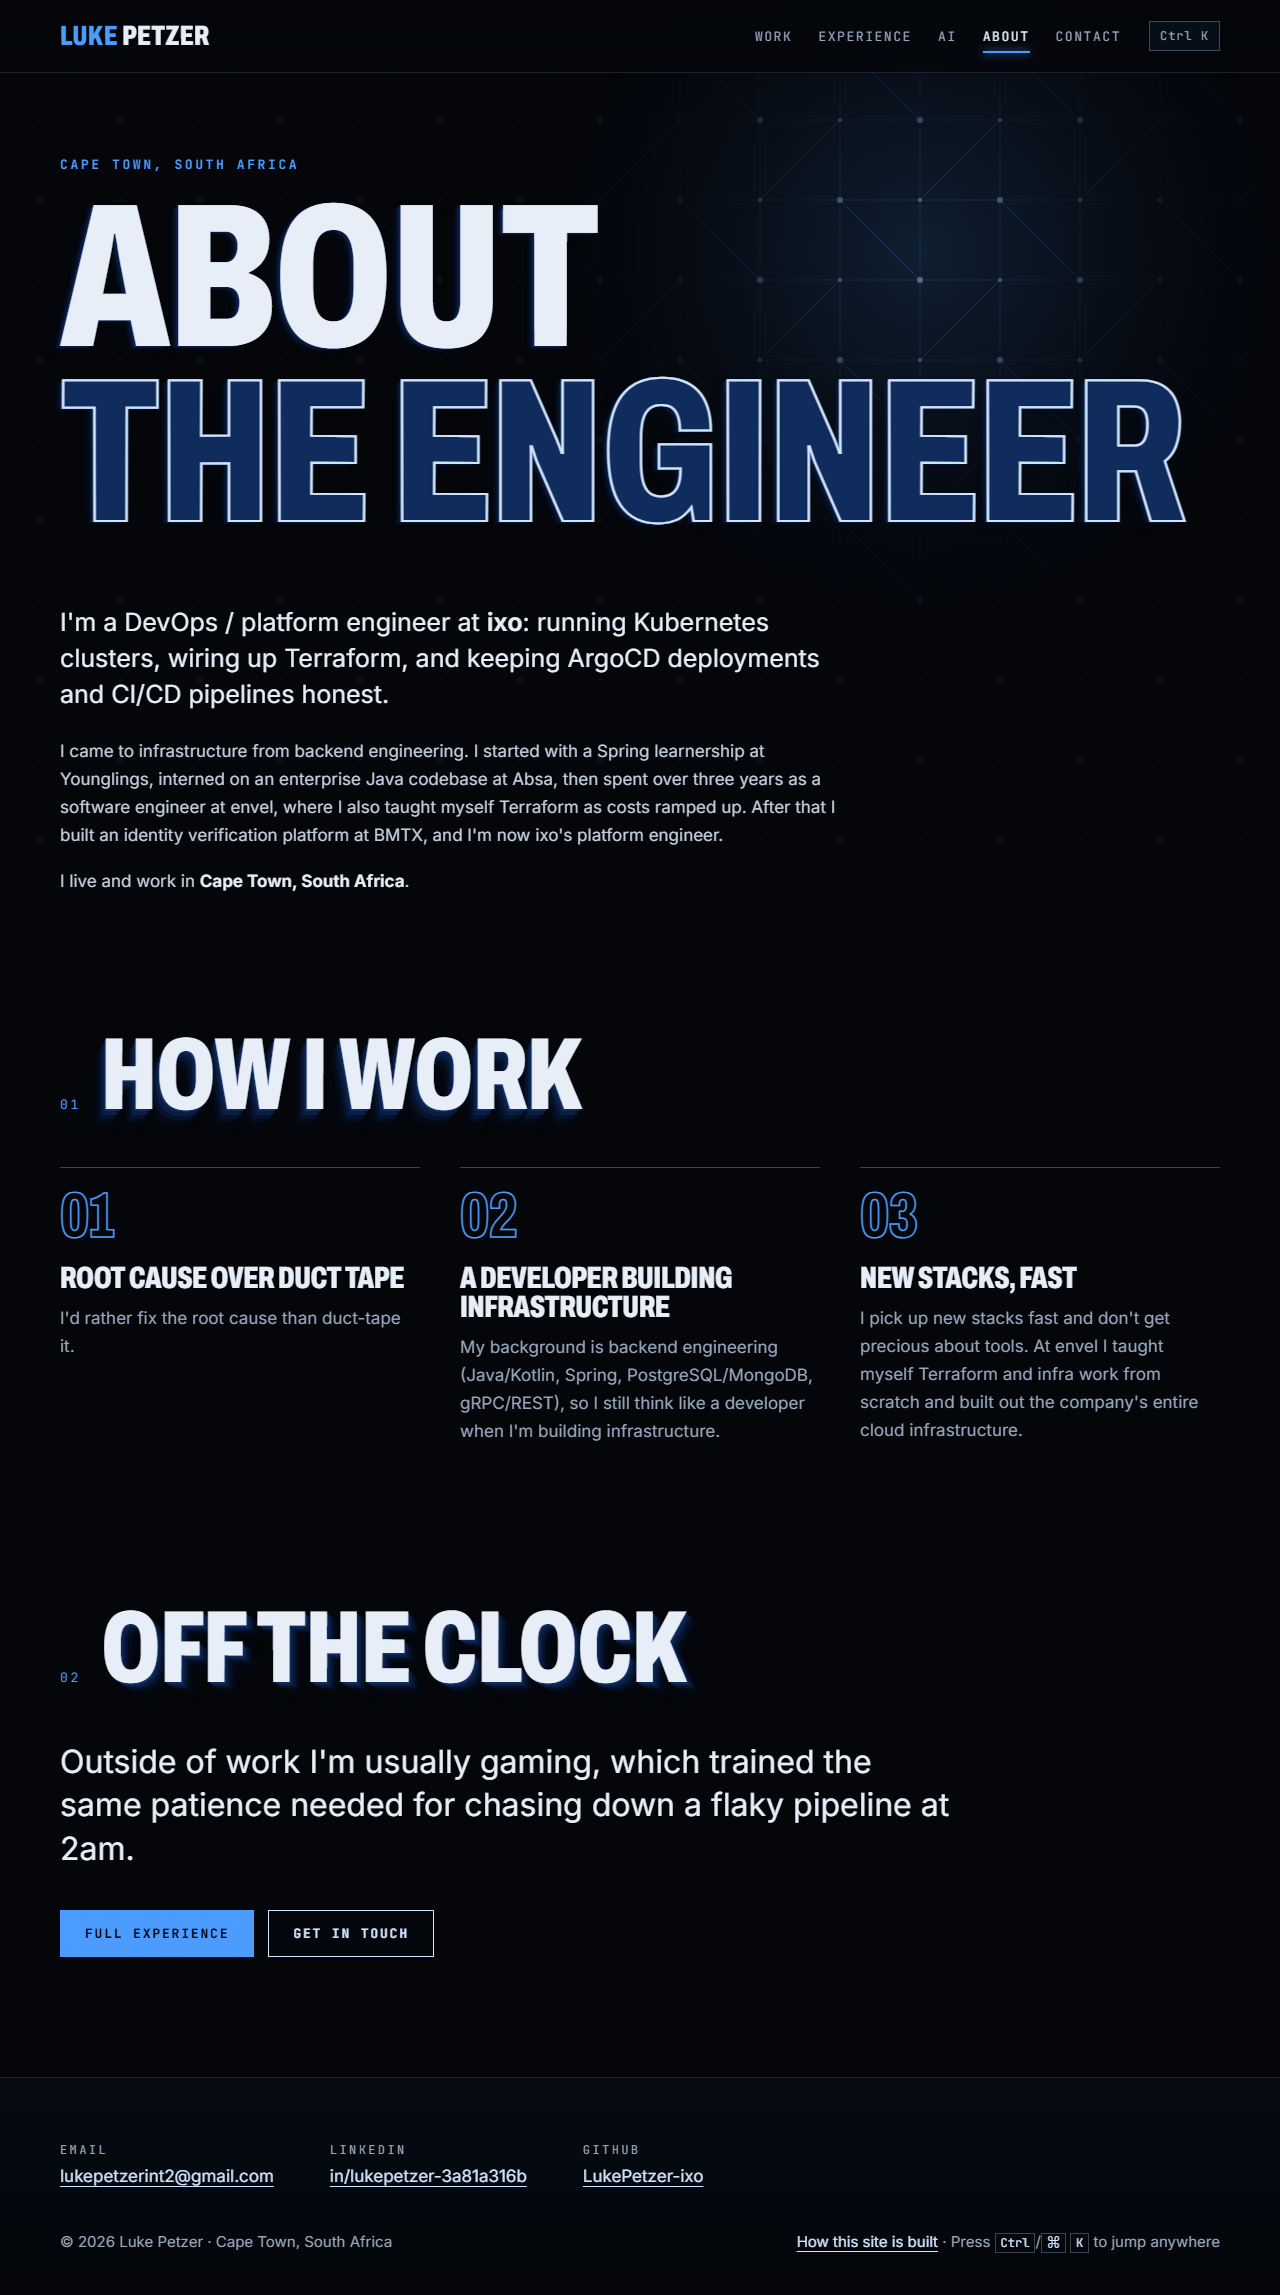 LUKE PETZER
WORK EXPERIENCE AI ABOUT CONTACT Ctrl K
CAPE TOWN, SOUTH AFRICA
ABOUT
THE ENGINEER
I'm a DevOps / platform engineer at ixo: running Kubernetes
clusters, wiring up Terraform, and keeping ArgoCD deployments
and CI/CD pipelines honest.
I came to infrastructure from backend engineering. I started with a Spring learnership at
Younglings, interned on an enterprise Java codebase at Absa, then spent over three years as a
software engineer at envel, where I also taught myself Terraform as costs ramped up. After that I
built an identity verification platform at BMTX, and I'm now ixo's platform engineer.
I live and work in Cape Town, South Africa.
01 HOW I WORK
01
ROOT CAUSE OVER DUCT TAPE
I'd rather fix the root cause than duct-tape
it.
02
A DEVELOPER BUILDING
INFRASTRUCTURE
My background is backend engineering
(Java/Kotlin, Spring, PostgreSQL/MongoDB,
gRPC/REST), so I still think like a developer
when I'm building infrastructure.
03
NEW STACKS, FAST
I pick up new stacks fast and don't get
precious about tools. At envel I taught
myself Terraform and infra work from
scratch and built out the company's entire
cloud infrastructure.
02 OFF THE CLOCK
Outside of work I'm usually gaming, which trained the
same patience needed for chasing down a flaky pipeline at
2am.
FULL EXPERIENCE GET IN TOUCH
EMAIL
lukepetzerint2@gmail.com
LINKEDIN
in/lukepetzer-3a81a316b
GITHUB
LukePetzer-ixo
© 2026 Luke Petzer · Cape Town, South Africa
How this site is built · Press Ctrl/⌘ K to jump anywhere